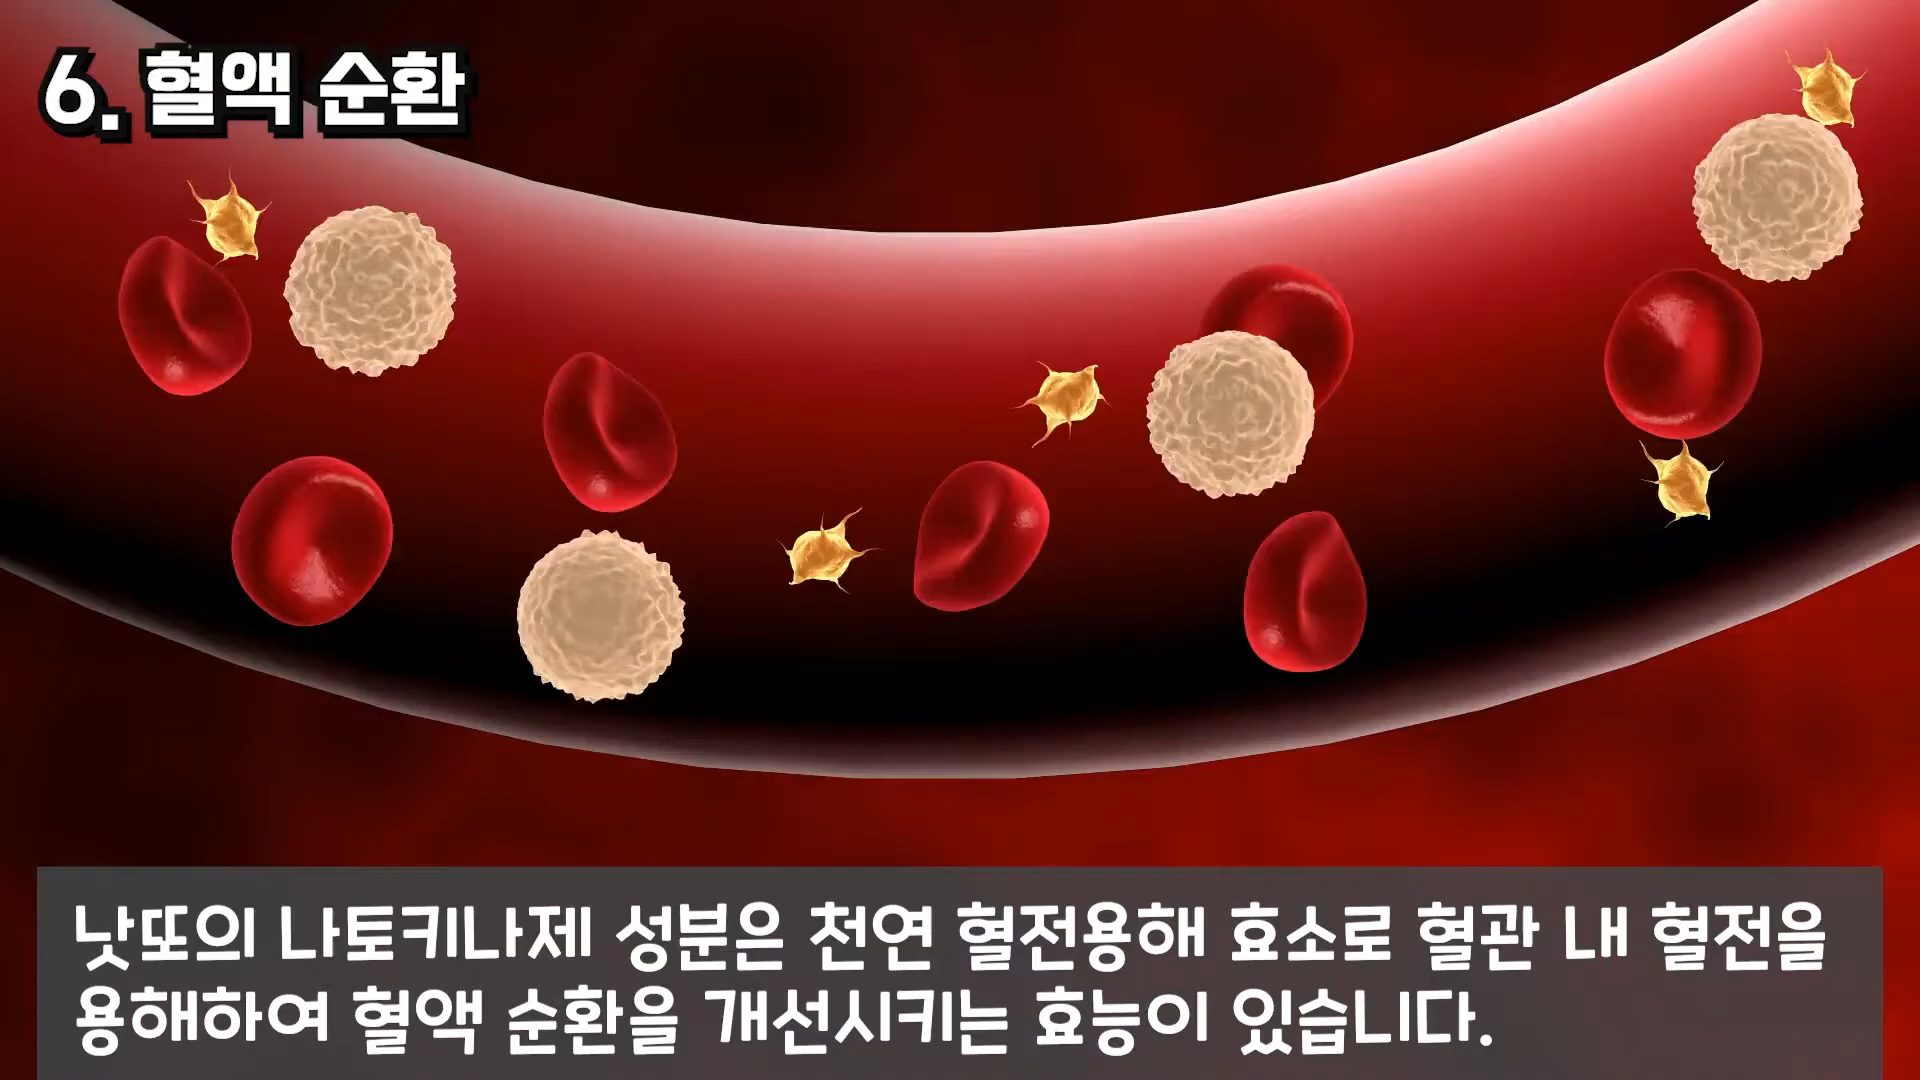 6. 혈액 순환
낫또의 나토키나제 성분은 천연 혈전용해 효소로 혈관 내 혈전을
용해하여 혈액 순환을 개선시키는 효능이 있습니다.